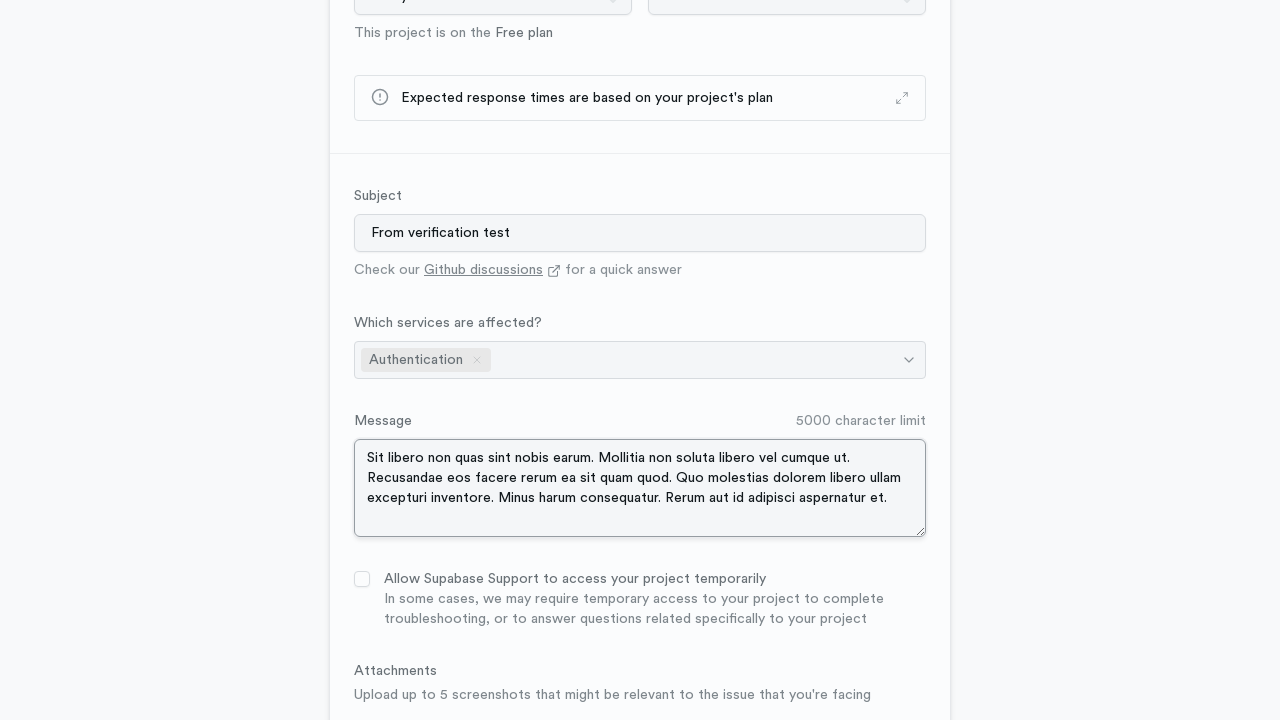 This project is on the Free plan
Expected response times are based on your project's plan
Subject
From verification test
Check our Github discussions for a quick answer
Which services are affected?
Authentication
Message
5000 character limit
Sit libero non quas sint nobis earum. Mollitia non soluta libero vel cumque ut.
Recusandae eos facere rerum ea sit quam quod. Quo molestias dolorem libero ullam
excepturi inventore. Minus harum consequatur. Rerum aut id adipisci aspernatur et.
Allow Supabase Support to access your project temporarily
In some cases, we may require temporary access to your project to complete
troubleshooting, or to answer questions related specifically to your project
Attachments
Upload up to 5 screenshots that might be relevant to the issue that you're facing